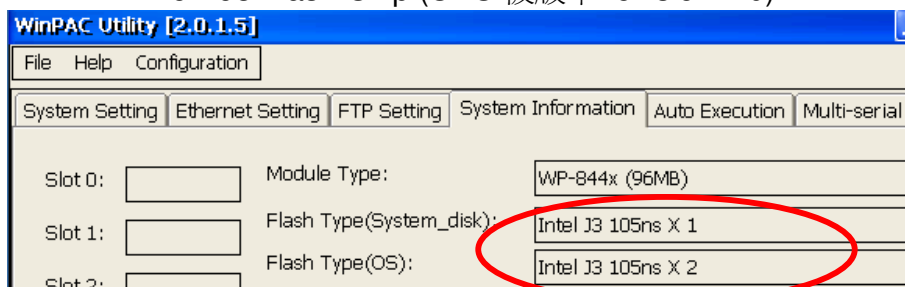 WinPAC Utility [2.0.1.5]
File Help Configuration
System Setting Ethernet Setting FTP Setting System Information Auto Execution Multi-serial
Slot 0: Module Type: WP-844x (96MB)
Slot 1: Flash Type(System_disk): Intel J3 105ns X 1
Flash Type(OS): Intel J3 105ns X 2
Slot 2: